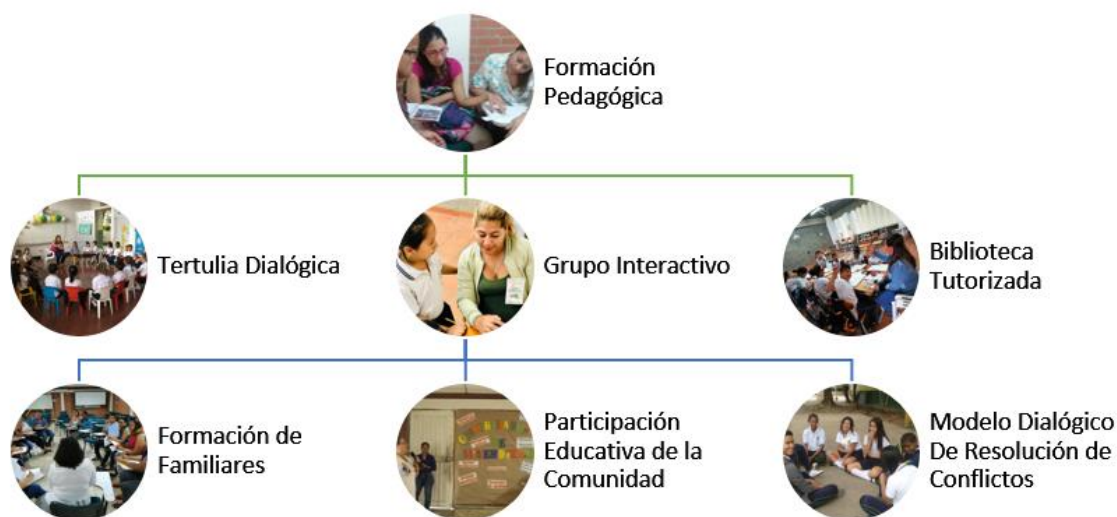 Formación
Pedagógica
Tertulia Dialógica
Grupo Interactivo
Biblioteca
Tutorizada
Formación de
Familiares
Participación
Educativa de la
Comunidad
Modelo Dialógico
De Resolución de
Conflictos